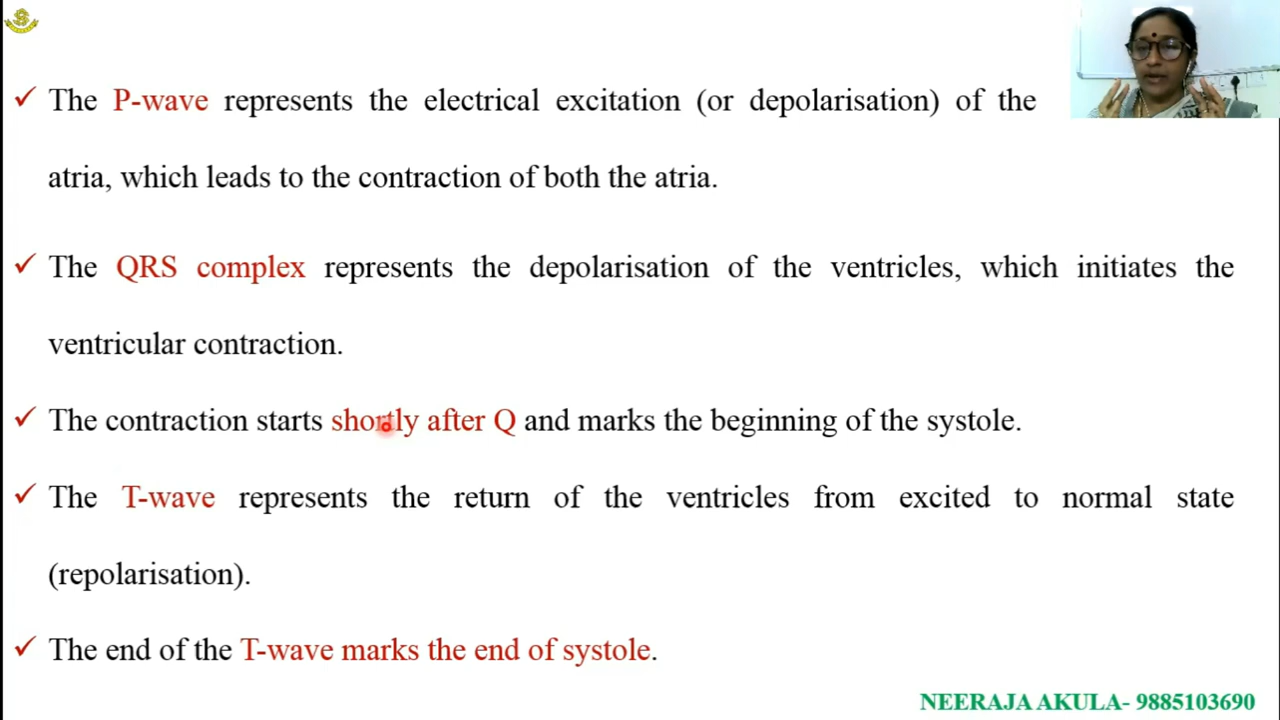 The P-wave represents the electrical excitation (or depolarisation) of the
atria, which leads to the contraction of both the atria.
The QRS complex represents the depolarisation of the ventricles, which initiates the
ventricular contraction.
The contraction starts shortly after Q and marks the beginning of the systole.
The T-wave represents the return of the ventricles from excited to normal state
(repolarisation).
The end of the T-wave marks the end of systole.
NEERAJA AKULA- 9885103690